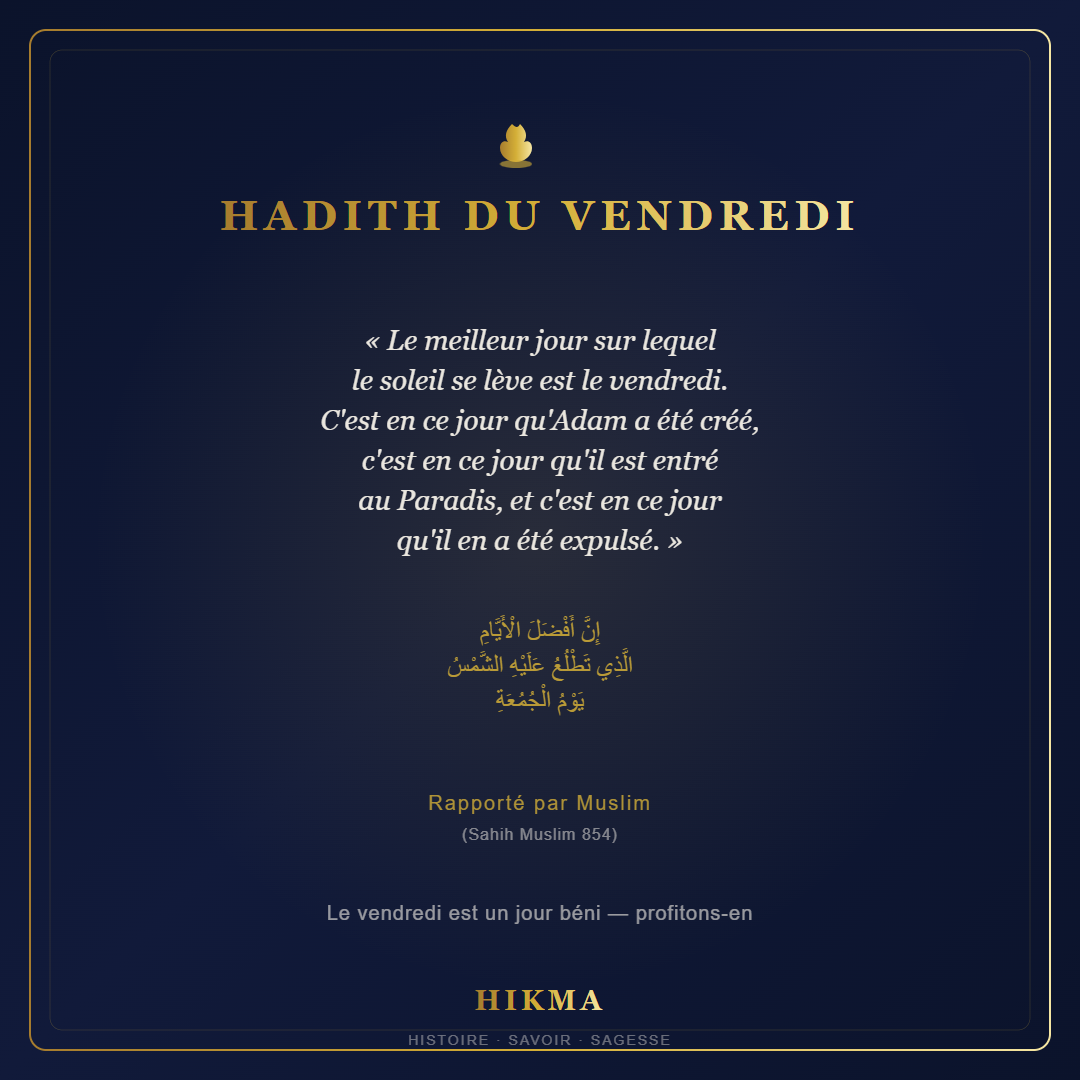 HADITH DU VENDREDI
« Le meilleur jour sur lequel
le soleil se lève est le vendredi.
C'est en ce jour qu'Adam a été créé,
c'est en ce jour qu'il est entré
au Paradis, et c'est en ce jour
qu'il en a été expulsé. »
إِنَّ أَفْضَلَ الْأَيَّامِ
الَّذِي تَطْلُعُ عَلَيْهِ الشَّمْسُ
يَوْمُ الْجُمُعَةِ
Rapporté par Muslim
(Sahih Muslim 854)
Le vendredi est un jour béni — profitons-en
HIKMA
HISTOIRE · SAVOIR · SAGESSE